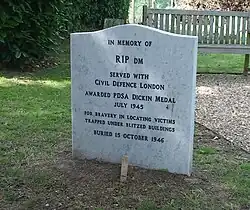 IN MEMORY OF
RIP DM
SERVED WITH
CIVIL DEFENCE LONDON
AWARDED PDSA DICKIN MEDAL
JULY 1945
FOR BRAVERY IN LOCATING VICTIMS
TRAPPED UNDER BLITZED BUILDINGS
BURIED 15 OCTOBER 1946